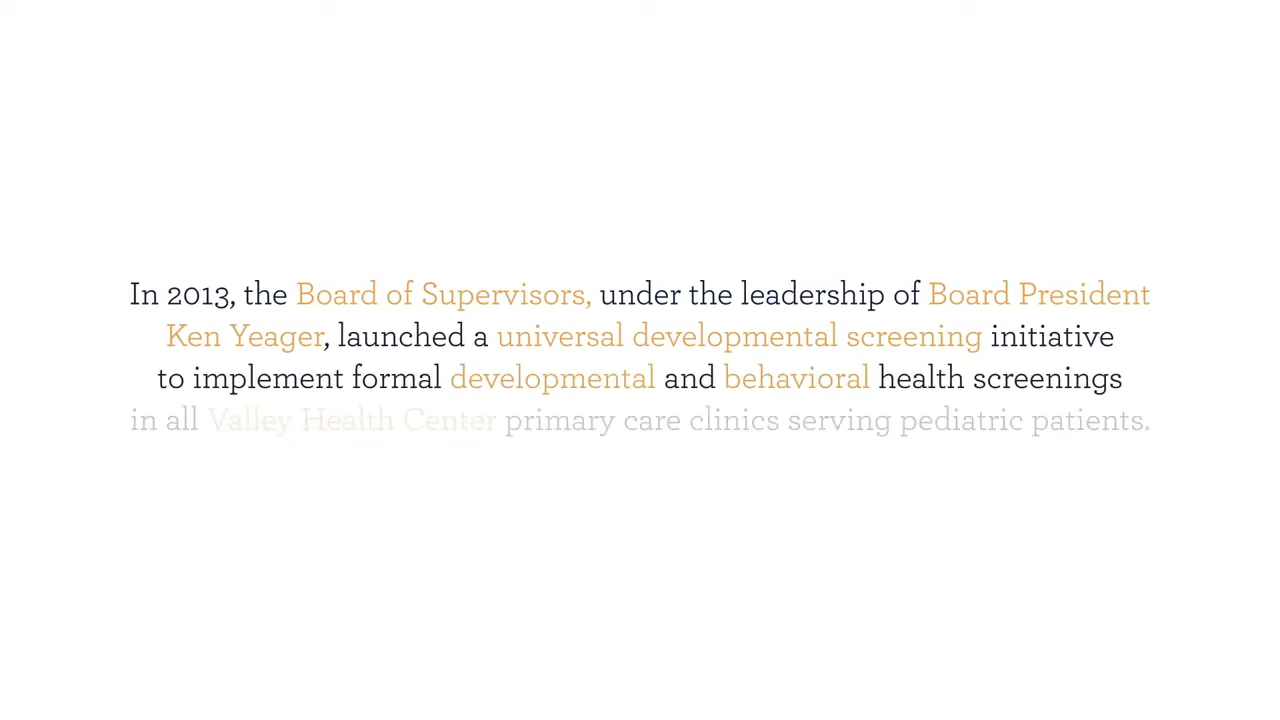 In 2013, the Board of Supervisors, under the leadership of Board President
Ken Yeager, launched a universal developmental screening initiative
to implement formal developmental and behavioral health screenings
in all Valley Health Center primary care clinics serving pediatric patients.